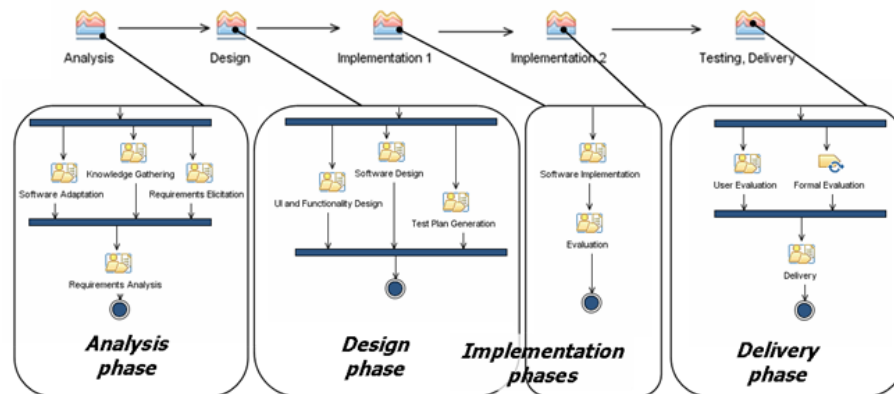 Analysis
Design
Implementation 1
Implementation 2
Testing, Delivery
Software Adaptation
Knowledge Gathering
Requirements Elicitation
Requirements Analysis
Analysis
phase
UI and Functionality Design
Software Design
Test Plan Generation
Design
phase
Software Implementation
Evaluation
Implementation
phases
User Evaluation
Formal Evaluation
Delivery
Delivery
phase